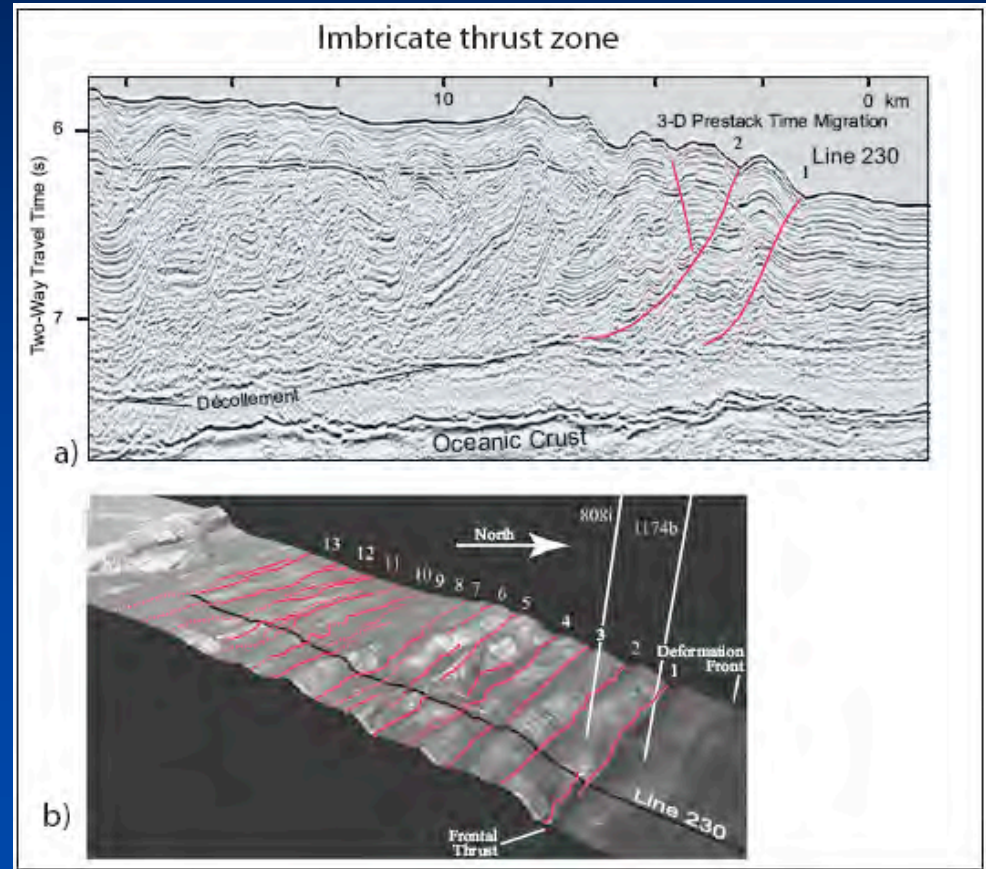 Imbricate thrust zone
10
0 km
6
3-D Prestack Time Migration
2
Line 230
1
Two-Way Travel Time (s)
7
Décollement
Oceanic Crust
a)
808i
1174b
North
13
12
11
10
9
8
7
6
5
4
3
2
Deformation
Front
1
Line 230
b)
Frontal
Thrust